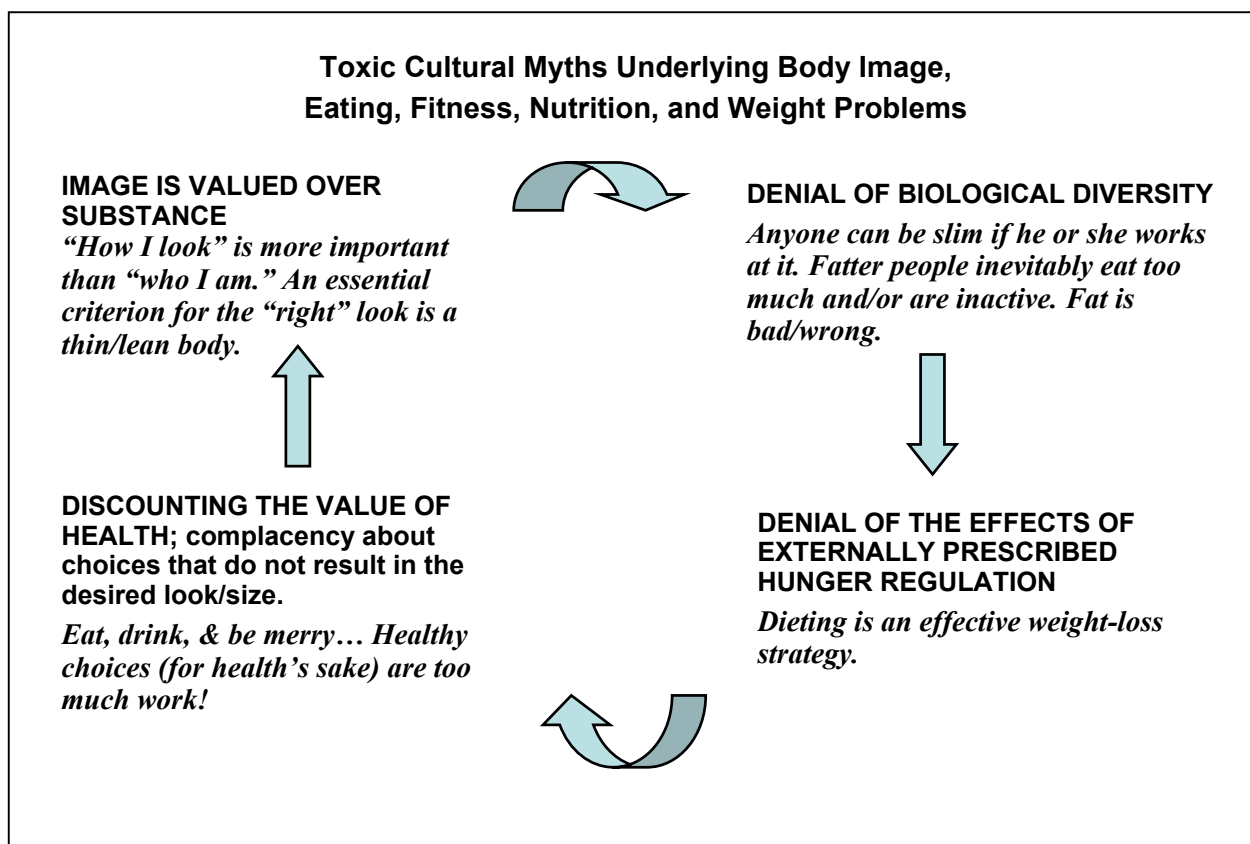 Toxic Cultural Myths Underlying Body Image,
Eating, Fitness, Nutrition, and Weight Problems
IMAGE IS VALUED OVER
SUBSTANCE
“How I look” is more important
than “who I am.” An essential
criterion for the “right” look is a
thin/lean body.
DENIAL OF BIOLOGICAL DIVERSITY
Anyone can be slim if he or she works
at it. Fatter people inevitably eat too
much and/or are inactive. Fat is
bad/wrong.
DENIAL OF THE EFFECTS OF
EXTERNALLY PRESCRIBED
HUNGER REGULATION
Dieting is an effective weight-loss
strategy.
DISCOUNTING THE VALUE OF
HEALTH; complacency about
choices that do not result in the
desired look/size.
Eat, drink, & be merry… Healthy
choices (for health’s sake) are too
much work!